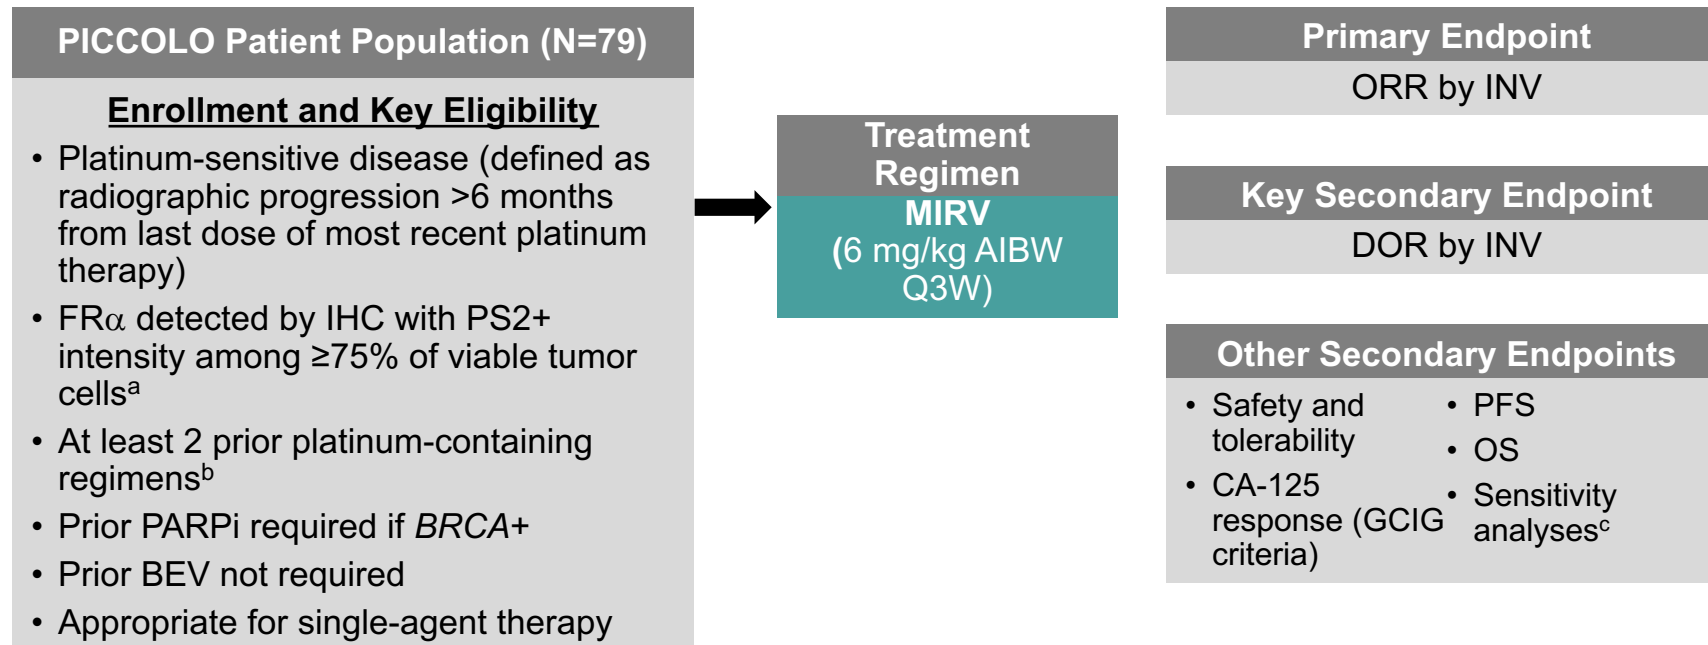 PICCOLO Patient Population (N=79)
Enrollment and Key Eligibility
• Platinum-sensitive disease (defined as
radiographic progression >6 months
from last dose of most recent platinum
therapy)
• FRα detected by IHC with PS2+
intensity among ≥75% of viable tumor
cellsᵃ
• At least 2 prior platinum-containing
regimensᵇ
• Prior PARPi required if BRCA+
• Prior BEV not required
• Appropriate for single-agent therapy
Treatment
Regimen
MIRV
(6 mg/kg AIBW
Q3W)
Primary Endpoint
ORR by INV
Key Secondary Endpoint
DOR by INV
Other Secondary Endpoints
• Safety and
tolerability
• CA-125
response (GCIG
criteria)
• PFS
• OS
• Sensitivity
analysesᶜ